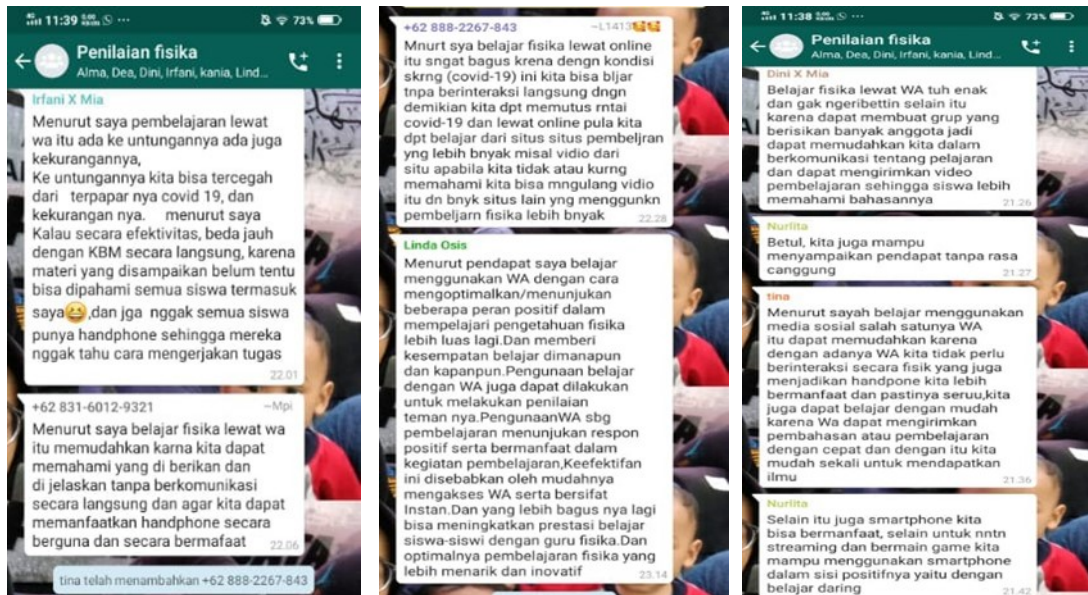 11:39
73%
Penilaian fisika
Alma, Dea, Dini, Irfani, kania, Lind...
Irfani X Mia
Menurut saya pembelajaran lewat
wa itu ada ke untungannya ada juga
kekurangannya,
Ke untungannya kita bisa tercegah
dari terpapar nya covid 19, dan
kekurangan nya. menurut saya
Kalau secara efektivitas, beda jauh
dengan KBM secara langsung, karena
materi yang disampaikan belum tentu
bisa dipahami semua siswa termasuk
saya😆,dan jga nggak semua siswa
punya handphone sehingga mereka
nggak tahu cara mengerjakan tugas
22.01
+62 831-6012-9321 ~Mpi
Menurut saya belajar fisika lewat wa
itu memudahkan karna kita dapat
memahami yang di berikan dan
di jelaskan tanpa berkomunikasi
secara langsung dan agar kita dapat
memanfaatkan handphone secara
berguna dan secara bermafaat 22.06
tina telah menambahkan +62 888-2267-843
+62 888-2267-843 ~L1413🥰🥰
Mnurt sya belajar fisika lewat online
itu sngat bagus krena dengn kondisi
skrng (covid-19) ini kita bisa bljar
tnpa berinteraksi langsung dngn
demikian kita dpt memutus rntai
covid-19 dan lewat online pula kita
dpt belajar dari situs situs pembeljran
yng lebih bnyak misal vidio dari
situ apabila kita tidak atau kurng
memahami kita bisa mngulang vidio
itu dn bnyk situs lain yng menggunkn
pembeljarn fisika lebih bnyak 22.28
Linda Osis
Menurut pendapat saya belajar
menggunakan WA dengan cara
mengoptimalkan/menunjukan
beberapa peran positif dalam
mempelajari pengetahuan fisika
lebih luas lagi.Dan memberi
kesempatan belajar dimanapun
dan kapanpun.Pengunaan belajar
dengan WA juga dapat dilakukan
untuk melakukan penilaian
teman nya.PengunaanWA sbg
pembelajaran menunjukan respon
positif serta bermanfaat dalam
kegiatan pembelajaran,Keefektifan
ini disebabkan oleh mudahnya
mengakses WA serta bersifat
Instan.Dan yang lebih bagus nya lagi
bisa meningkatkan prestasi belajar
siswa-siswi dengan guru fisika.Dan
optimalnya pembelajaran fisika yang
lebih menarik dan inovatif 23.14
11:38
73%
Penilaian fisika
Alma, Dea, Dini, Irfani, kania, Lind...
Dini X Mia
Belajar fisika lewat WA tuh enak
dan gak ngeribettin selain itu
karena dapat membuat grup yang
berisikan banyak anggota jadi
dapat memudahkan kita dalam
berkomunikasi tentang pelajaran
dan dapat mengirimkan video
pembelajaran sehingga siswa lebih
memahami bahasannya 21.26
Nurlita
Betul, kita juga mampu
menyampaikan pendapat tanpa rasa
canggung 21.27
tina
Menurut sayah belajar menggunakan
media sosial salah satunya WA
itu dapat memudahkan karena
dengan adanya WA kita tidak perlu
berinteraksi secara fisik yang juga
menjadikan handpone kita lebih
bermanfaat dan pastinya seruu,kita
juga dapat belajar dengan mudah
karena Wa dapat mengirimkan
pembahasan atau pembelajaran
dengan cepat dan dengan itu kita
mudah sekali untuk mendapatkan
ilmu 21.36
Nurlita
Selain itu juga smartphone kita
bisa bermanfaat, selain untuk nntn
streaming dan bermain game kita
mampu menggunakan smartphone
dalam sisi positifnya yaitu dengan
belajar daring 21.42